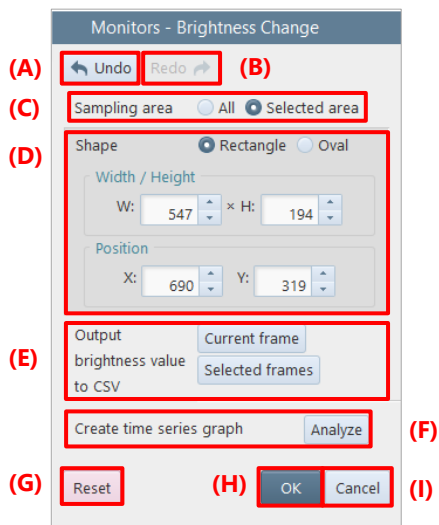 Monitors - Brightness Change
(A) Undo Redo (B)
(C) Sampling area All Selected area
(D) Shape Rectangle Oval
Width / Height
W: 547 × H: 194
Position
X: 690 Y: 319
(E) Output brightness value to CSV
Current frame
Selected frames
Create time series graph Analyze (F)
(G) Reset (H) OK Cancel (I)